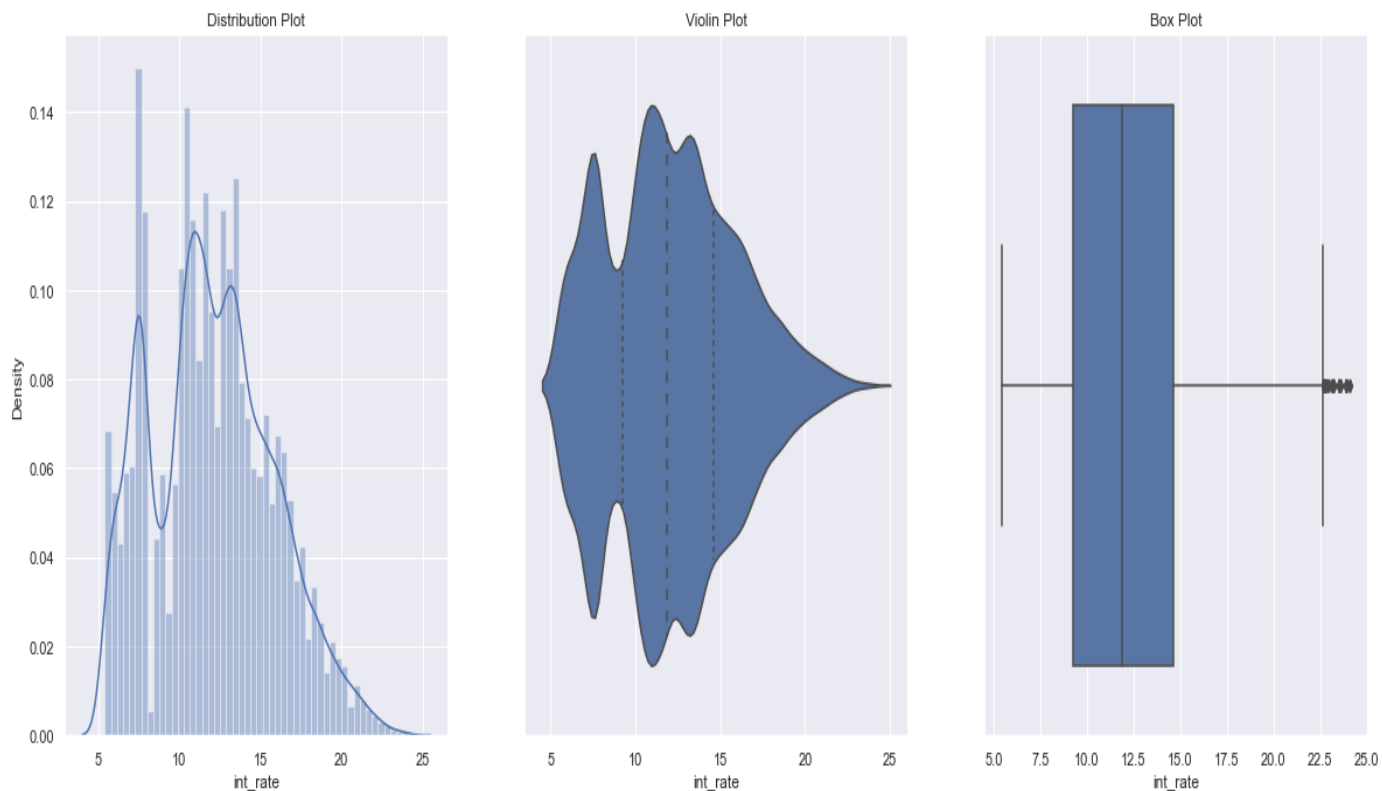 Distribution Plot
Violin Plot
Box Plot
0.14
0.12
0.10
0.08
0.06
0.04
0.02
0.00
Density
5 10 15 20 25
5 10 15 20 25
5.0 7.5 10.0 12.5 15.0 17.5 20.0 22.5 25.0
int_rate
int_rate
int_rate